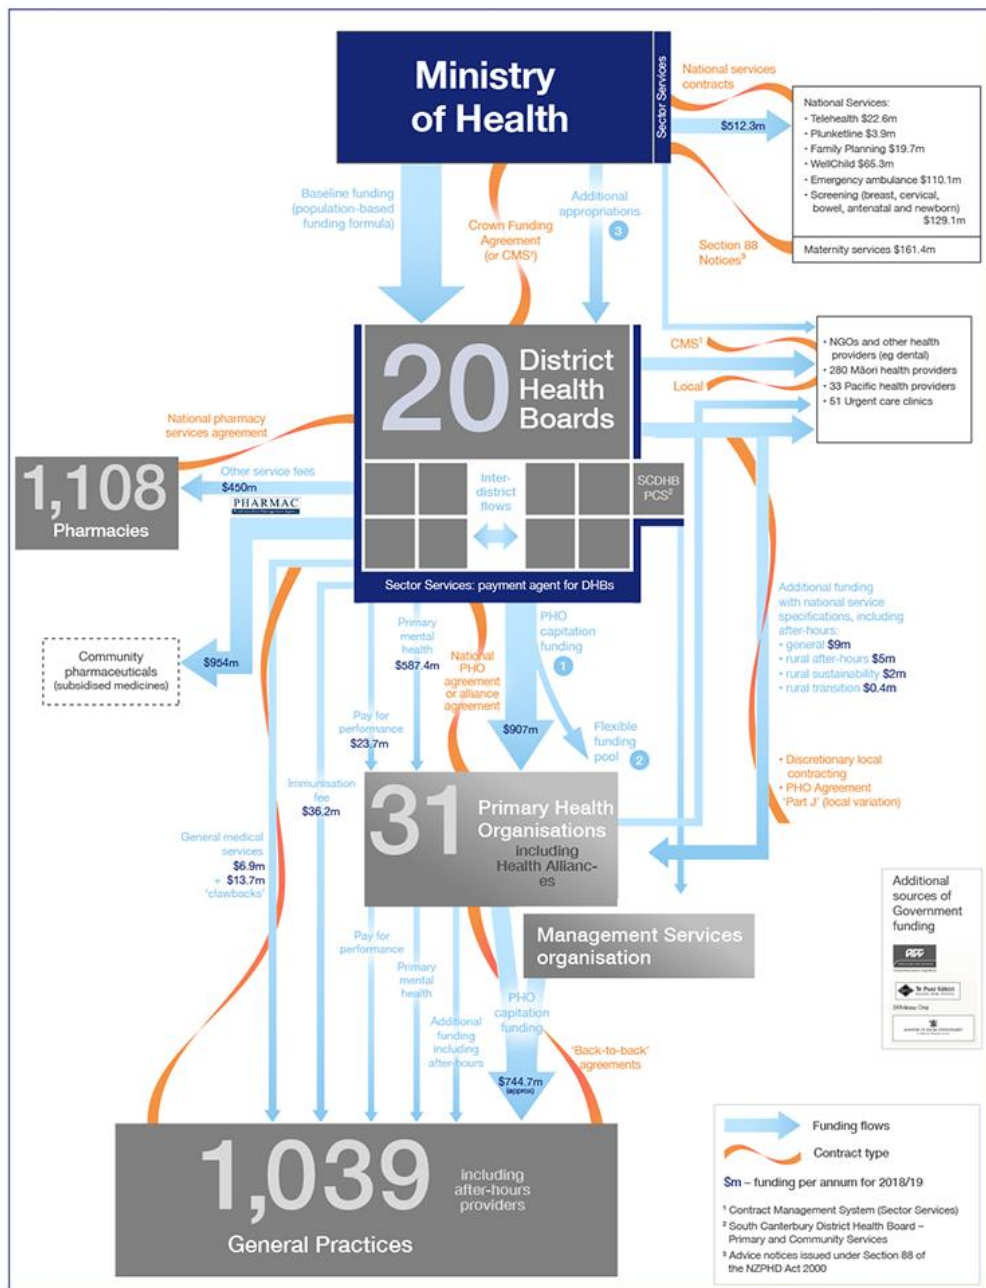 Ministry
of Health
Sector Services
National services
contracts
$512.3m
National Services:
• Telehealth $22.6m
• Plunketline $3.9m
• Family Planning $19.7m
• WellChild $65.3m
• Emergency ambulance $110.1m
• Screening (breast, cervical,
bowel, antenatal and newborn)
$129.1m
Maternity services $161.4m
Baseline funding
(population-based
funding formula)
Crown Funding
Agreement
(or CMS¹)
Additional
appropriations
3
Section 88
Notices³
20 District
Health
Boards
CMS¹
Local
• NGOs and other health
providers (eg dental)
• 280 Māori health providers
• 33 Pacific health providers
• 51 Urgent care clinics
National pharmacy
services agreement
1,108
Pharmacies
Other service fees
$450m
PHARMAC
Inter-
district
flows
SCDHB
PCS²
Sector Services: payment agent for DHBs
Community
pharmaceuticals
(subsidised medicines)
$954m
Primary
mental
health
$587.4m
National
PHO
agreement
or alliance
agreement
PHO
capitation
funding
1
$907m
Flexible
funding
pool
2
Additional funding
with national service
specifications, including
after-hours:
• general $9m
• rural after-hours $5m
• rural sustainability $2m
• rural transition $0.4m
Pay for
performance
$23.7m
Immunisation
fee
$36.2m
General medical
services
$6.9m
+ $13.7m
'clawbacks'
• Discretionary local
contracting
• PHO Agreement
'Part J' (local variation)
31 Primary Health
Organisations
including
Health Allianc-
es
Management Services
organisation
Pay for
performance
Primary
mental
health
Additional
funding
including
after-hours
PHO
capitation
funding
$744.7m
(approx)
'Back-to-back'
agreements
Additional
sources of
Government
funding
Te Puni Kōkiri
1,039
including
after-hours
providers
General Practices
Funding flows
Contract type
$m – funding per annum for 2018/19
¹ Contract Management System (Sector Services)
² South Canterbury District Health Board –
Primary and Community Services
³ Advice notices issued under Section 88 of
the NZPHD Act 2000